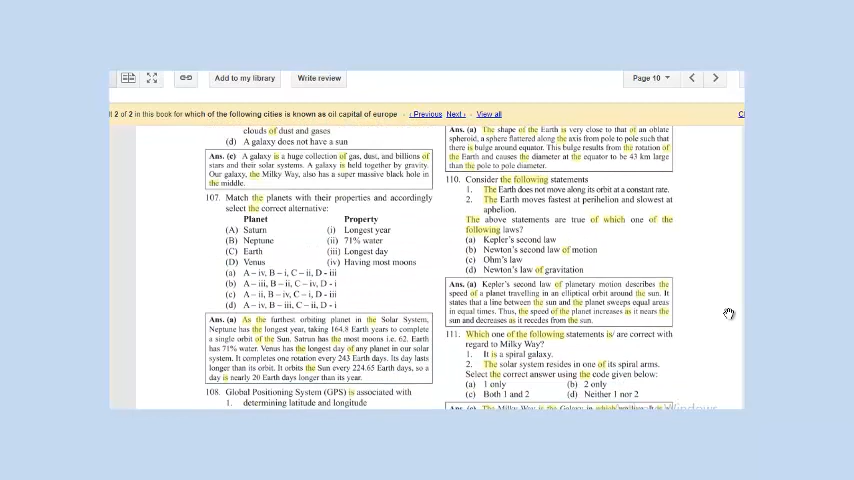 Add to my library
Write review
Page 10
2 of 2 in this book for which of the following cities is known as oil capital of europe
‹ Previous Next › - View all
clouds of dust and gases
(d) A galaxy does not have a sun
Ans. (c) A galaxy is a huge collection of gas, dust, and billions of
stars and their solar systems. A galaxy is held together by gravity.
Our galaxy, the Milky Way, also has a super massive black hole in
the middle.
107. Match the planets with their properties and accordingly
select the correct alternative:
Planet Property
(A) Saturn (i) Longest year
(B) Neptune (ii) 71% water
(C) Earth (iii) Longest day
(D) Venus (iv) Having most moons
(a) A – iv, B – i, C – ii, D - iii
(b) A – iii, B – ii, C – iv, D - i
(c) A – ii, B – iv, C – i, D - iii
(d) A – iv, B – iii, C – ii, D - i
Ans. (a) As the furthest orbiting planet in the Solar System,
Neptune has the longest year, taking 164.8 Earth years to complete
a single orbit of the Sun. Satrun has the most moons i.e. 62. Earth
has 71% water. Venus has the longest day of any planet in our solar
system. It completes one rotation every 243 Earth days. Its day lasts
longer than its orbit. It orbits the Sun every 224.65 Earth days, so a
day is nearly 20 Earth days longer than its year.
108. Global Positioning System (GPS) is associated with
1. determining latitude and longitude
Ans. (a) The shape of the Earth is very close to that of an oblate
spheroid, a sphere flattered along the axis from pole to pole such that
there is bulge around equator. This bulge results from the rotation of
the Earth and causes the diameter at the equator to be 43 km large
than the pole to pole diameter.
110. Consider the following statements
1. The Earth does not move along its orbit at a constant rate.
2. The Earth moves fastest at perihelion and slowest at
aphelion.
The above statements are true of which one of the
following laws?
(a) Kepler's second law
(b) Newton's second law of motion
(c) Ohm's law
(d) Newton's law of gravitation
Ans. (a) Kepler's second law of planetary motion describes the
speed of a planet travelling in an elliptical orbit around the sun. It
states that a line between the sun and the planet sweeps equal areas
in equal times. Thus, the speed of the planet increases as it nears the
sun and decreases as it recedes from the sun.
111. Which one of the following statements is/ are correct with
regard to Milky Way?
1. It is a spiral galaxy.
2. The solar system resides in one of its spiral arms.
Select the correct answer using the code given below:
(a) 1 only (b) 2 only
(c) Both 1 and 2 (d) Neither 1 nor 2
Ans. (c) The Milky Way is the Galaxy in which